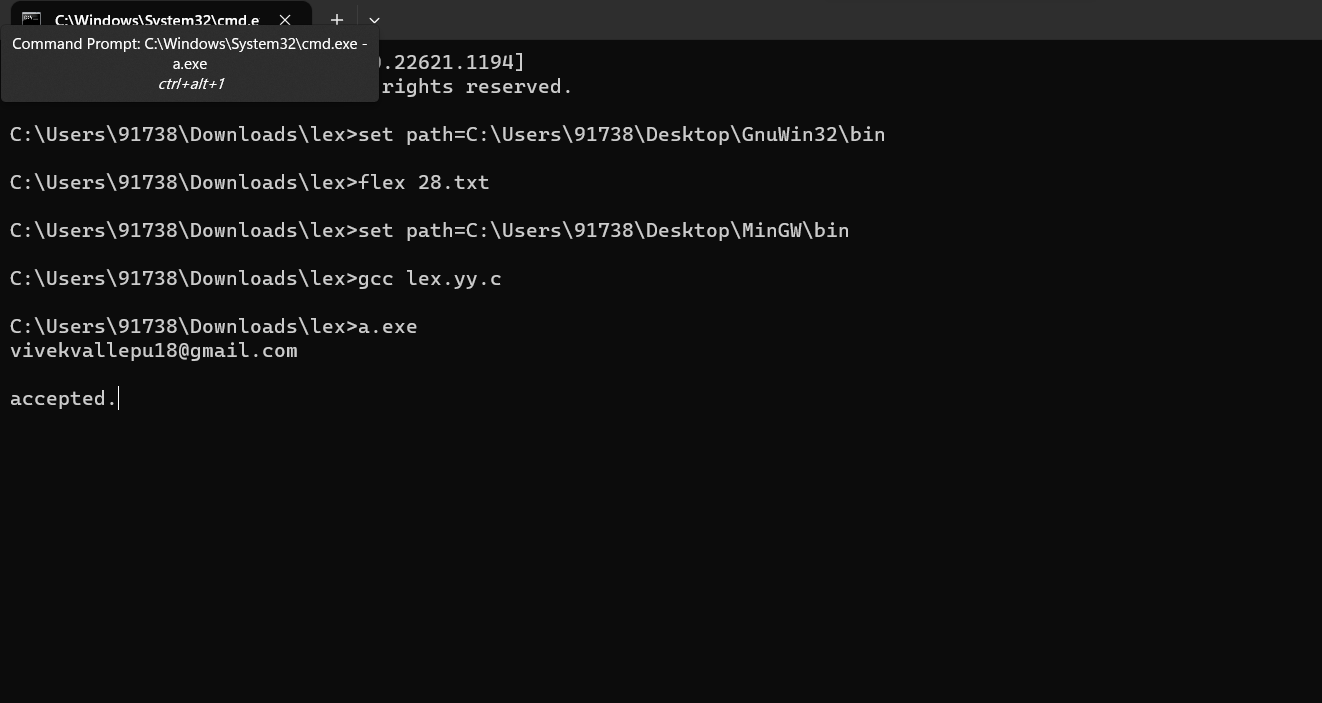 C:\Windows\System32\cmd.e
Command Prompt: C:\Windows\System32\cmd.exe -
a.exe
ctrl+alt+1
.22621.1194]
rights reserved.
C:\Users\91738\Downloads\lex>set path=C:\Users\91738\Desktop\GnuWin32\bin
C:\Users\91738\Downloads\lex>flex 28.txt
C:\Users\91738\Downloads\lex>set path=C:\Users\91738\Desktop\MinGW\bin
C:\Users\91738\Downloads\lex>gcc lex.yy.c
C:\Users\91738\Downloads\lex>a.exe
vivekvallepu18@gmail.com
accepted.